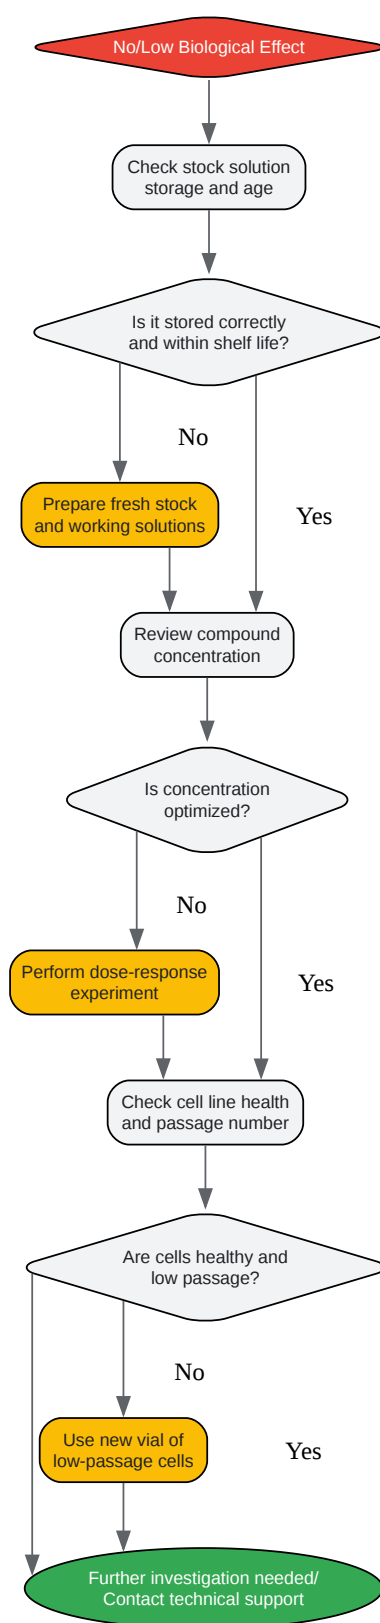 No/Low Biological Effect
Check stock solution
storage and age
Is it stored correctly
and within shelf life?
No
Prepare fresh stock
and working solutions
Yes
Review compound
concentration
Is concentration
optimized?
No
Perform dose-response
experiment
Yes
Check cell line health
and passage number
Are cells healthy and
low passage?
No
Use new vial of
low-passage cells
Yes
Further investigation needed/
Contact technical support